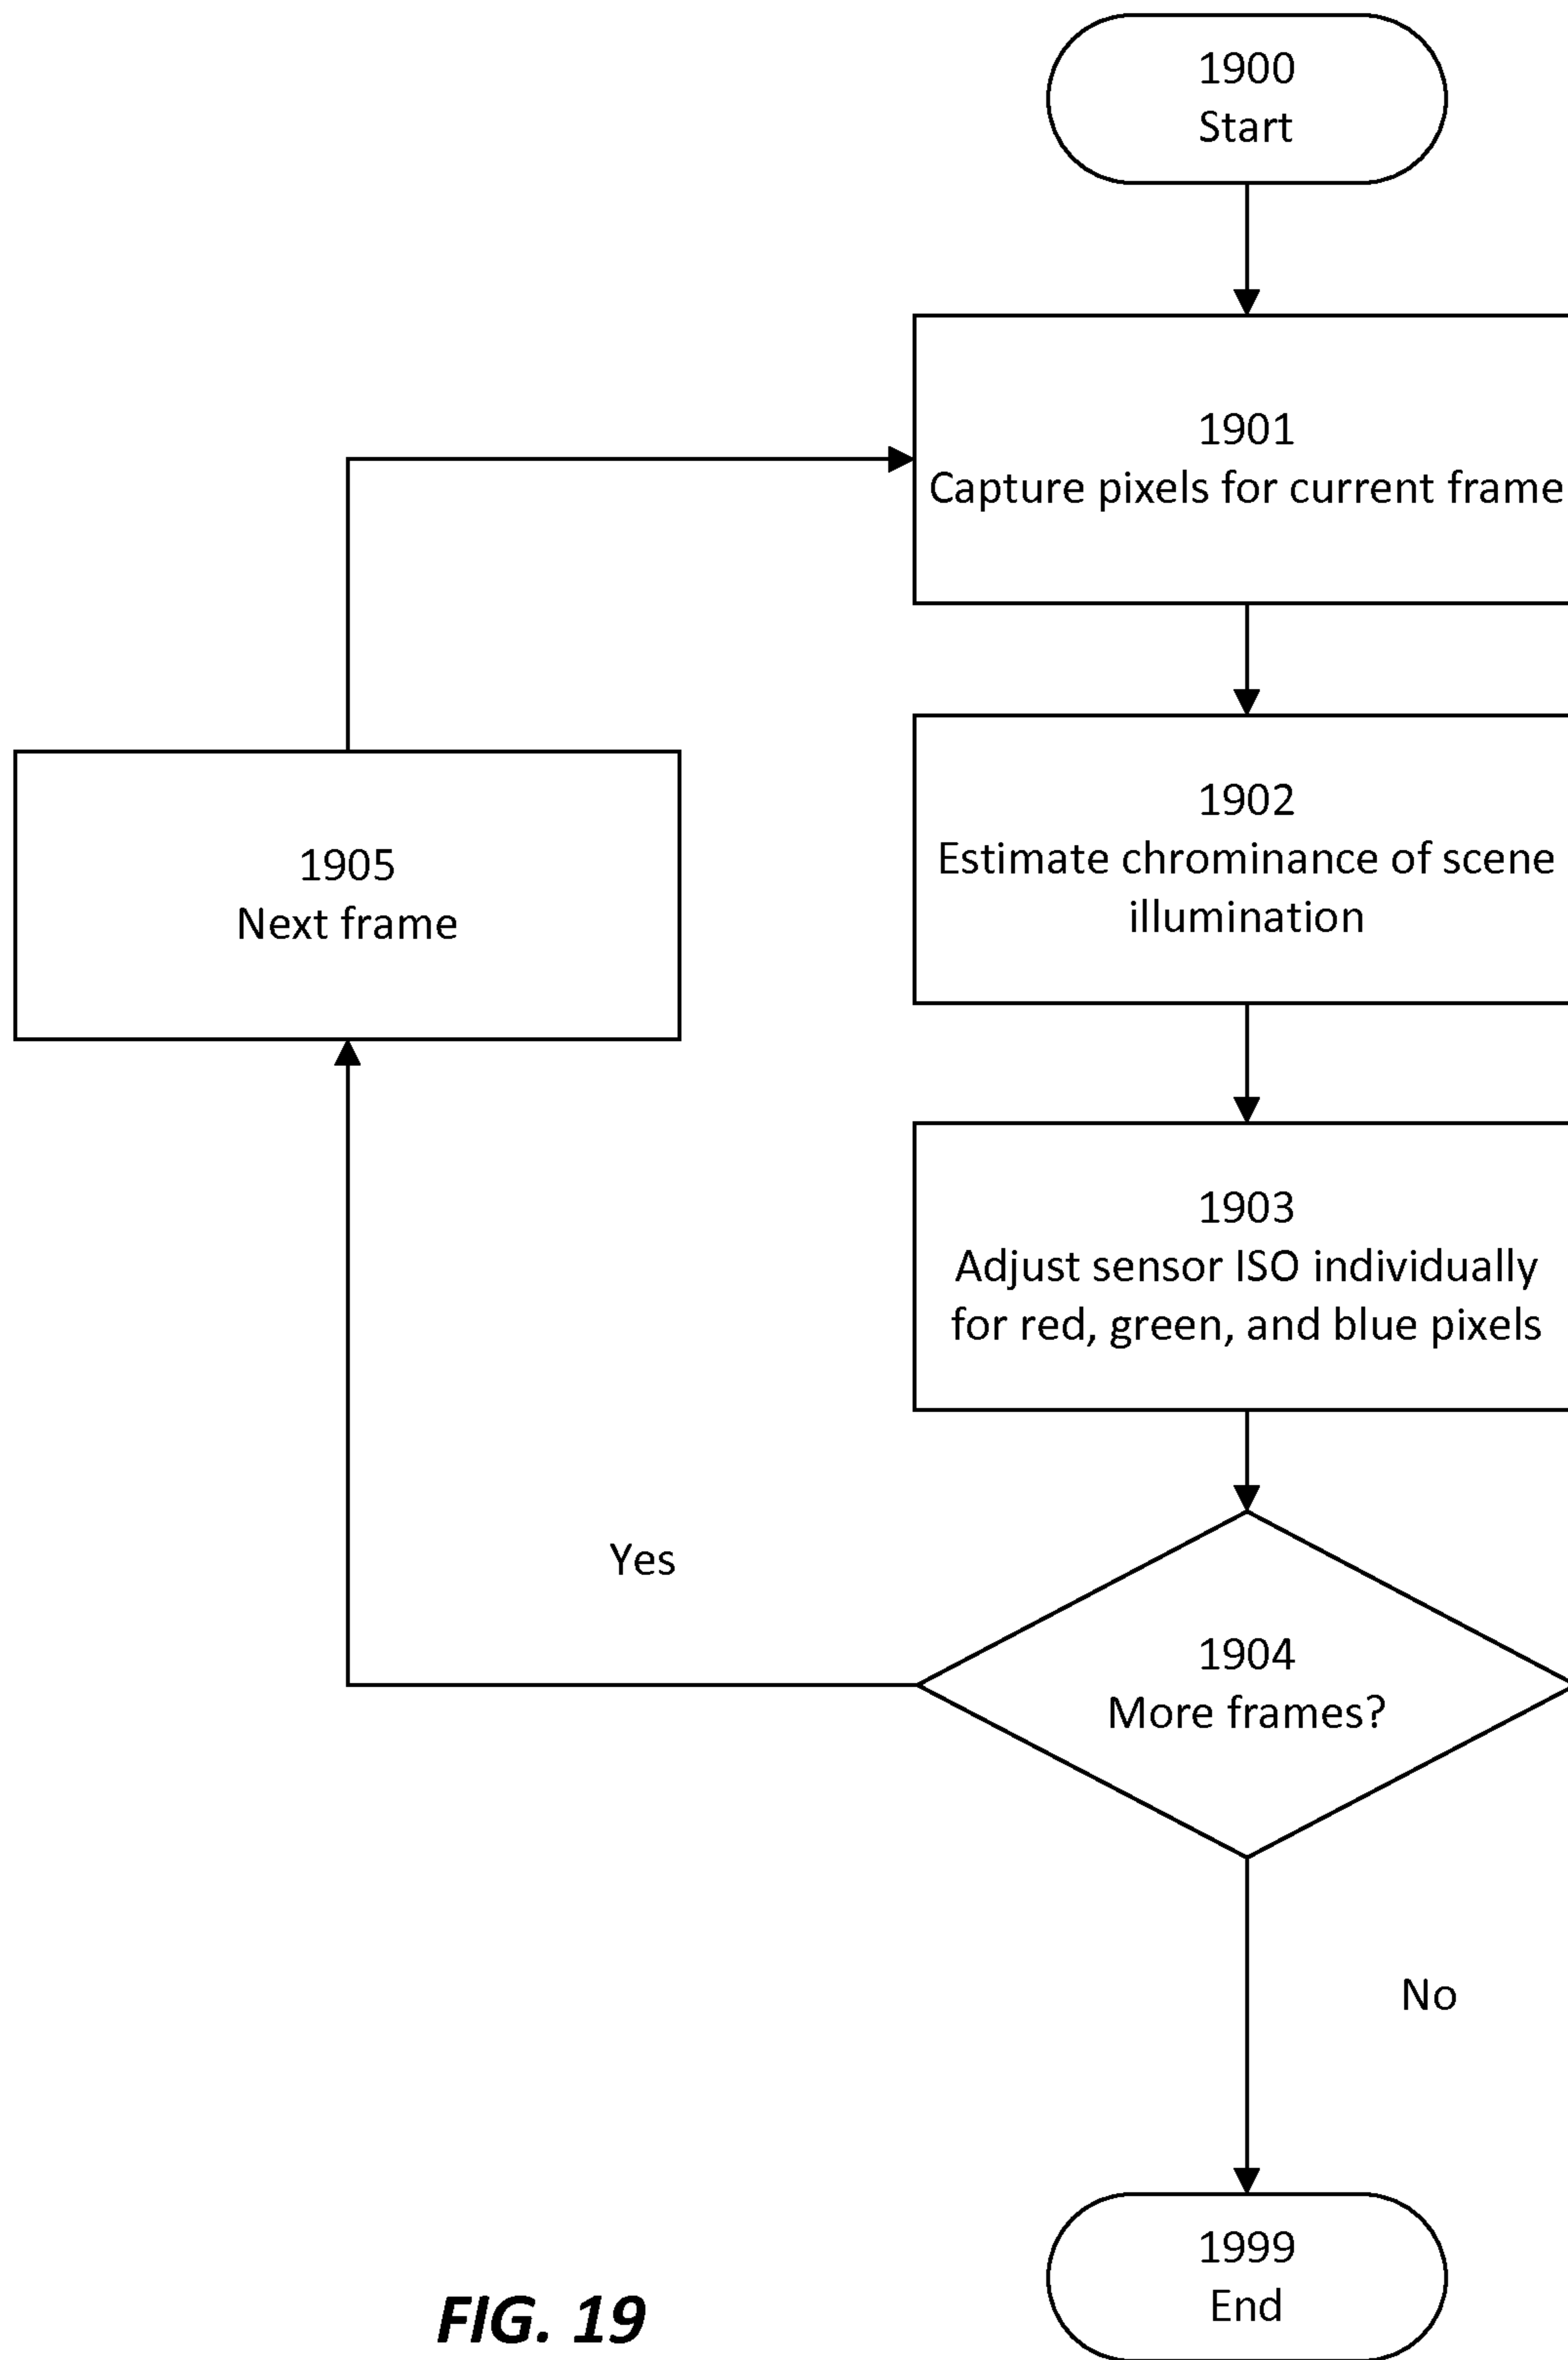 1900
Start
1901
Capture pixels for current frame
1902
Estimate chrominance of scene
illumination
1905
Next frame
1903
Adjust sensor ISO individually
for red, green, and blue pixels
Yes
1904
More frames?
No
1999
End
FIG. 19